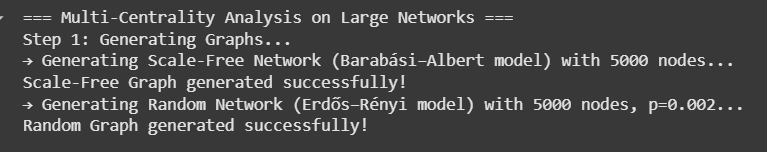 === Multi-Centrality Analysis on Large Networks ===
Step 1: Generating Graphs...
→ Generating Scale-Free Network (Barabási–Albert model) with 5000 nodes...
Scale-Free Graph generated successfully!
→ Generating Random Network (Erdős–Rényi model) with 5000 nodes, p=0.002...
Random Graph generated successfully!